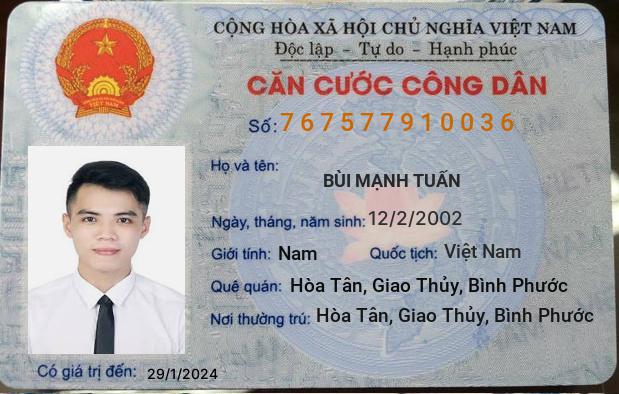 CỘNG HÒA XÃ HỘI CHỦ NGHĨA VIỆT NAM
Độc lập - Tự do - Hạnh phúc
CĂN CƯỚC CÔNG DÂN
Số: 767577910036
Họ và tên:
BÙI MẠNH TUẤN
Ngày, tháng, năm sinh: 12/2/2002
Giới tính: Nam Quốc tịch: Việt Nam
Quê quán: Hòa Tân, Giao Thủy, Bình Phước
Nơi thường trú: Hòa Tân, Giao Thủy, Bình Phước
Có giá trị đến: 29/1/2024
VIỆT NAM